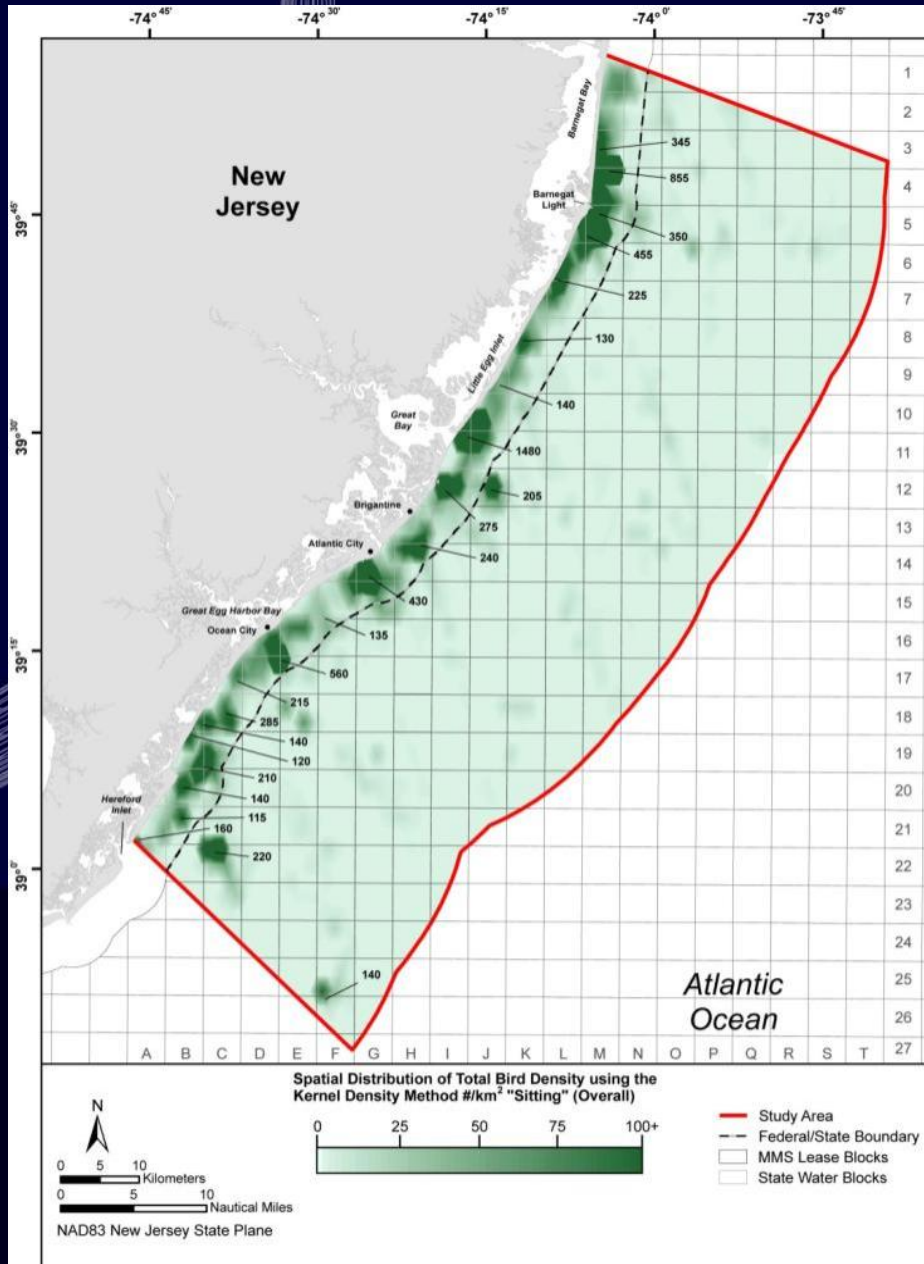 -74° 45'
-74° 30'
-74° 15'
-74° 0'
-73° 45'
1
2
3
4
5
6
7
8
9
10
11
12
13
14
15
16
17
18
19
20
21
22
23
24
25
26
27
39° 45'
39° 30'
39° 15'
39° 0'
New
Jersey
Barnegat Bay
Barnegat
Light
Little Egg Inlet
Great
Bay
Brigantine
Atlantic City
Great Egg Harbor Bay
Ocean City
Hereford
Inlet
345
855
350
455
225
130
140
1480
205
275
240
430
135
560
215
285
140
120
210
140
115
160
220
140
Atlantic
Ocean
A B C D E F G H I J K L M N O P Q R S T
Spatial Distribution of Total Bird Density using the
Kernel Density Method #/km² "Sitting" (Overall)
0 25 50 75 100+
N
0 5 10
Kilometers
0 5 10
Nautical Miles
NAD83 New Jersey State Plane
Study Area
Federal/State Boundary
MMS Lease Blocks
State Water Blocks